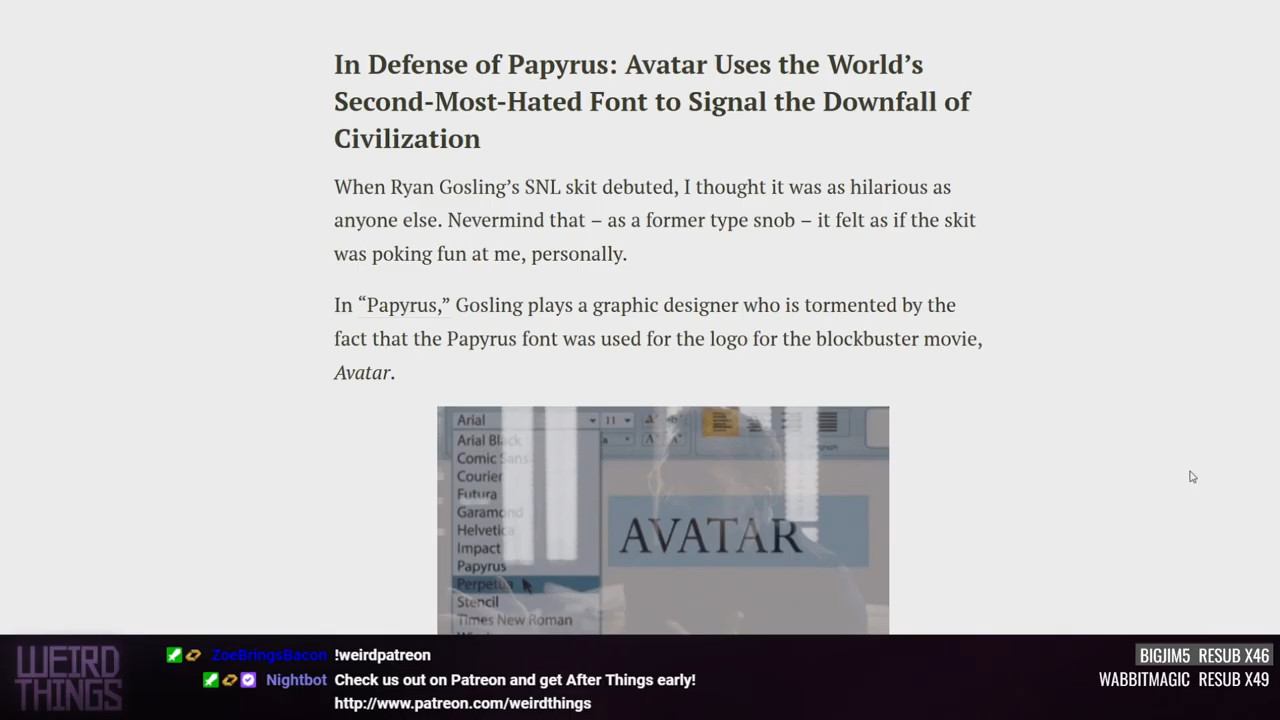 In Defense of Papyrus: Avatar Uses the World's
Second-Most-Hated Font to Signal the Downfall of
Civilization
When Ryan Gosling’s SNL skit debuted, I thought it was as hilarious as
anyone else. Nevermind that – as a former type snob – it felt as if the skit
was poking fun at me, personally.
In “Papyrus,” Gosling plays a graphic designer who is tormented by the
fact that the Papyrus font was used for the logo for the blockbuster movie,
Avatar.
Arial 11
Arial Black
Comic Sans
Courier
Futura
Garamond
Helvetica
Impact
Papyrus
Perpetua
Stencil
Times New Roman
AVATAR
WEIRD
THINGS
ZoeBringsBacon !weirdpatreon
Nightbot Check us out on Patreon and get After Things early!
http://www.patreon.com/weirdthings
BIGJIM5 RESUB X46
WABBITMAGIC RESUB X49